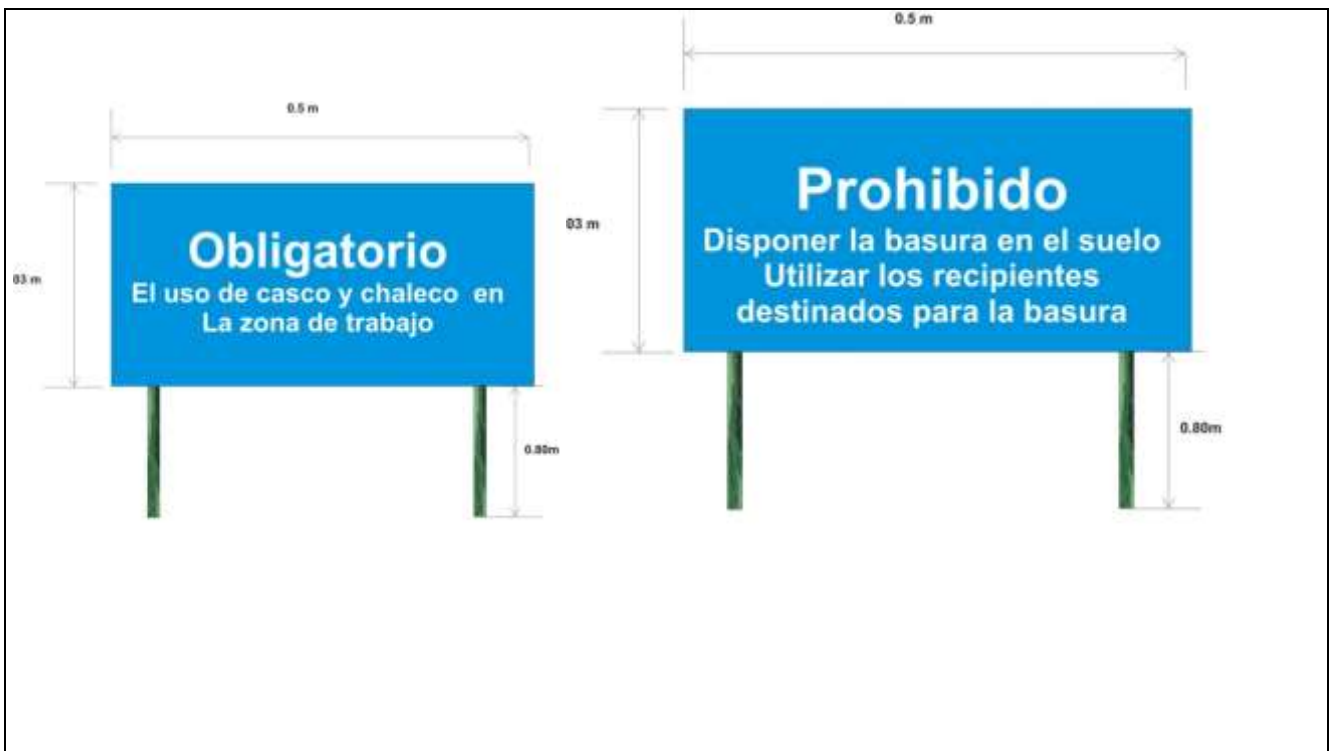 0.5 m
03 m
Obligatorio
El uso de casco y chaleco en
La zona de trabajo
0.80m
0.5 m
03 m
Prohibido
Disponer la basura en el suelo
Utilizar los recipientes
destinados para la basura
0.80m